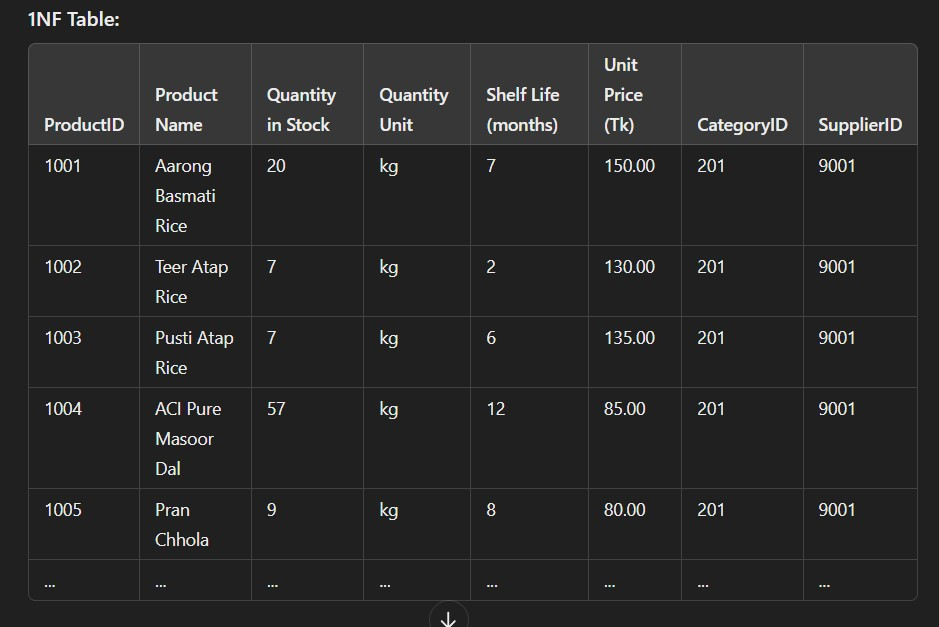 1NF Table:
ProductID | Product Name | Quantity in Stock | Quantity Unit | Shelf Life (months) | Unit Price (Tk) | CategoryID | SupplierID
1001 | Aarong Basmati Rice | 20 | kg | 7 | 150.00 | 201 | 9001
1002 | Teer Atap Rice | 7 | kg | 2 | 130.00 | 201 | 9001
1003 | Pusti Atap Rice | 7 | kg | 6 | 135.00 | 201 | 9001
1004 | ACI Pure Masoor Dal | 57 | kg | 12 | 85.00 | 201 | 9001
1005 | Pran Chhola | 9 | kg | 8 | 80.00 | 201 | 9001
... | ... | ... | ... | ... | ... | ... | ...